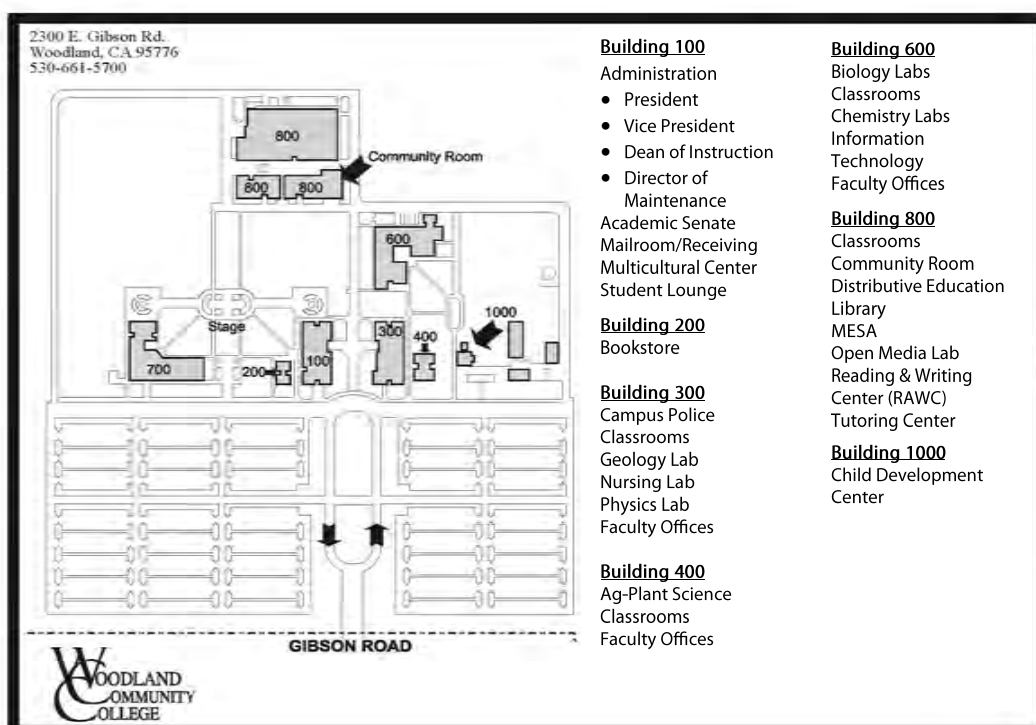 2300 E. Gibson Rd.
Woodland, CA 95776
530-661-5700
800
Community Room
800
800
600
1000
Stage
300
400
100
700
200
GIBSON ROAD
WOODLAND
COMMUNITY
COLLEGE
Building 100
Administration
• President
• Vice President
• Dean of Instruction
• Director of
Maintenance
Academic Senate
Mailroom/Receiving
Multicultural Center
Student Lounge
Building 200
Bookstore
Building 300
Campus Police
Classrooms
Geology Lab
Nursing Lab
Physics Lab
Faculty Offices
Building 400
Ag-Plant Science
Classrooms
Faculty Offices
Building 600
Biology Labs
Classrooms
Chemistry Labs
Information
Technology
Faculty Offices
Building 800
Classrooms
Community Room
Distributive Education
Library
MESA
Open Media Lab
Reading & Writing
Center (RAWC)
Tutoring Center
Building 1000
Child Development
Center